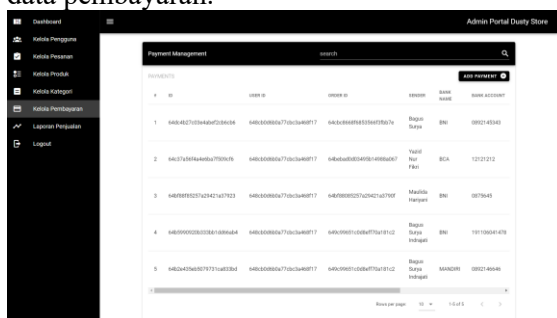 data pembayaran.
Dashboard
Admin Portal Dusty Store
Kelola Pengguna
Kelola Pesanan
Kelola Produk
Kelola Kategori
Kelola Pembayaran
Laporan Penjualan
Logout
Payment Management
search
PAYMENTS
ADD PAYMENT
# ID USER ID ORDER ID SENDER BANK NAME BANK ACCOUNT
1 Bagus Surya BNI 0892145343
2 Yazid Nur Fikri BCA 12121212
3 Maulida Hariyani BNI 0875645
4 Bagus Surya Indrajati BNI 191106041470
5 Bagus Surya Indrajati MANDIRI 0892146646
Rows per page: 10 1-5 of 5